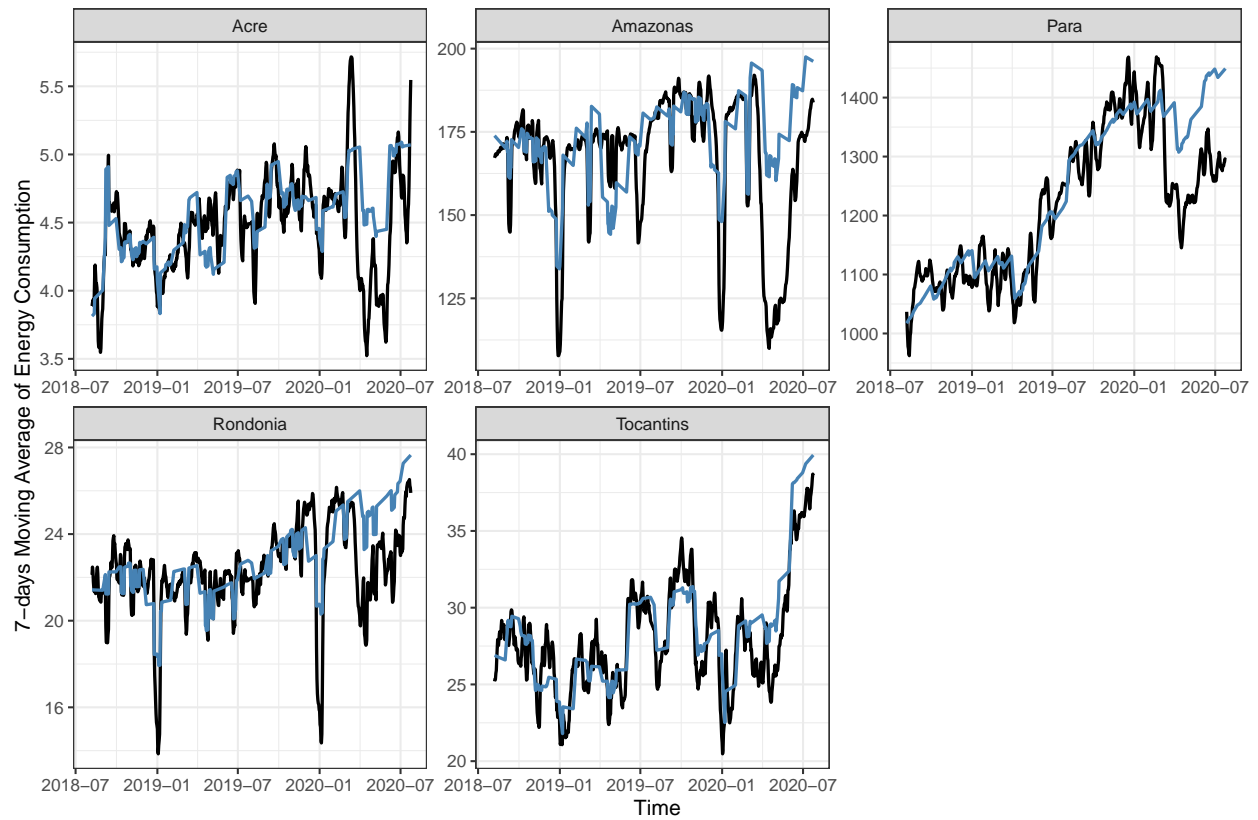 Acre
Amazonas
Para
5.5
5.0
4.5
4.0
3.5
200
175
150
125
1400
1300
1200
1100
1000
2018−07 2019−01 2019−07 2020−01 2020−07
2018−07 2019−01 2019−07 2020−01 2020−07
2018−07 2019−01 2019−07 2020−01 2020−07
7−days Moving Average of Energy Consumption
Rondonia
Tocantins
28
24
20
16
40
35
30
25
20
2018−07 2019−01 2019−07 2020−01 2020−07
2018−07 2019−01 2019−07 2020−01 2020−07
Time